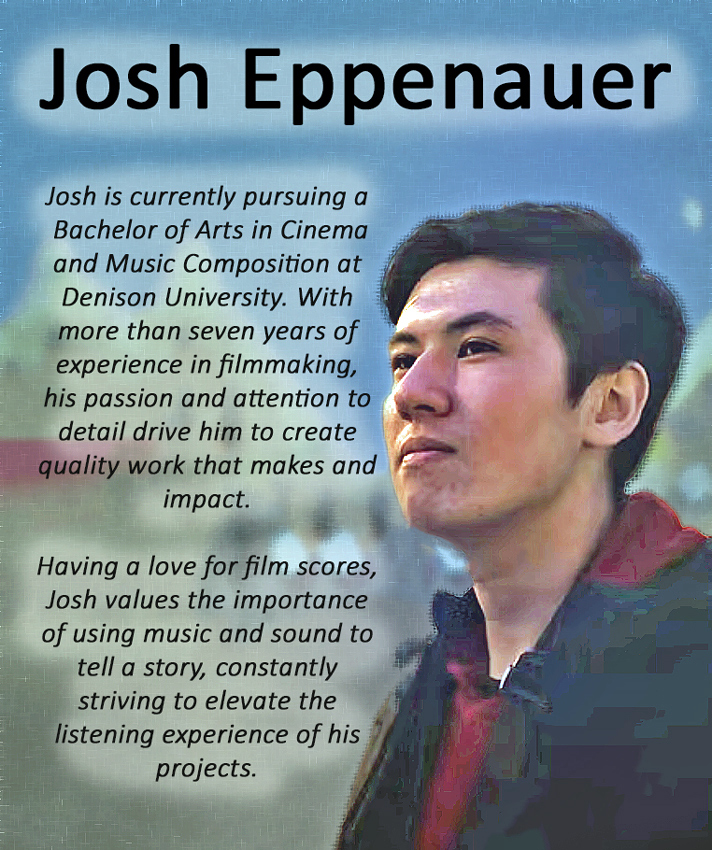 Josh Eppenauer
Josh is currently pursuing a
Bachelor of Arts in Cinema
and Music Composition at
Denison University. With
more than seven years of
experience in filmmaking,
his passion and attention to
detail drive him to create
quality work that makes and
impact.
Having a love for film scores,
Josh values the importance
of using music and sound to
tell a story, constantly
striving to elevate the
listening experience of his
projects.